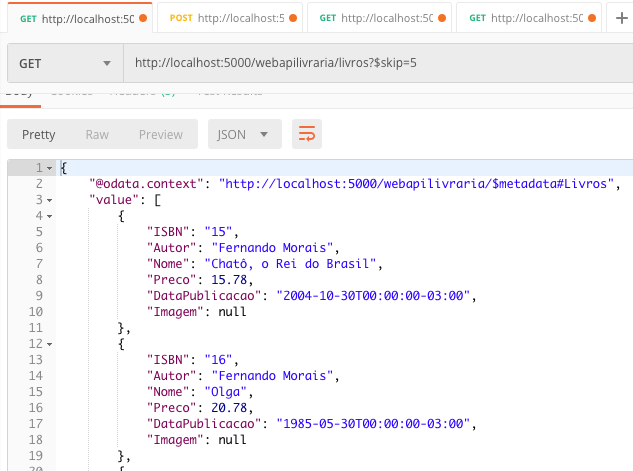 GET http://localhost:50
POST http://localhost:5
GET http://localhost:50
GET http://localhost:50
+
GET
http://localhost:5000/webapilivraria/livros?$skip=5
Pretty
Raw
Preview
JSON
1 {
2 "@odata.context": "http://localhost:5000/webapilivraria/$metadata#Livros",
3 "value": [
4 {
5 "ISBN": "15",
6 "Autor": "Fernando Morais",
7 "Nome": "Chatô, o Rei do Brasil",
8 "Preco": 15.78,
9 "DataPublicacao": "2004-10-30T00:00:00-03:00",
10 "Imagem": null
11 },
12 {
13 "ISBN": "16",
14 "Autor": "Fernando Morais",
15 "Nome": "Olga",
16 "Preco": 20.78,
17 "DataPublicacao": "1985-05-30T00:00:00-03:00",
18 "Imagem": null
19 },
20 {